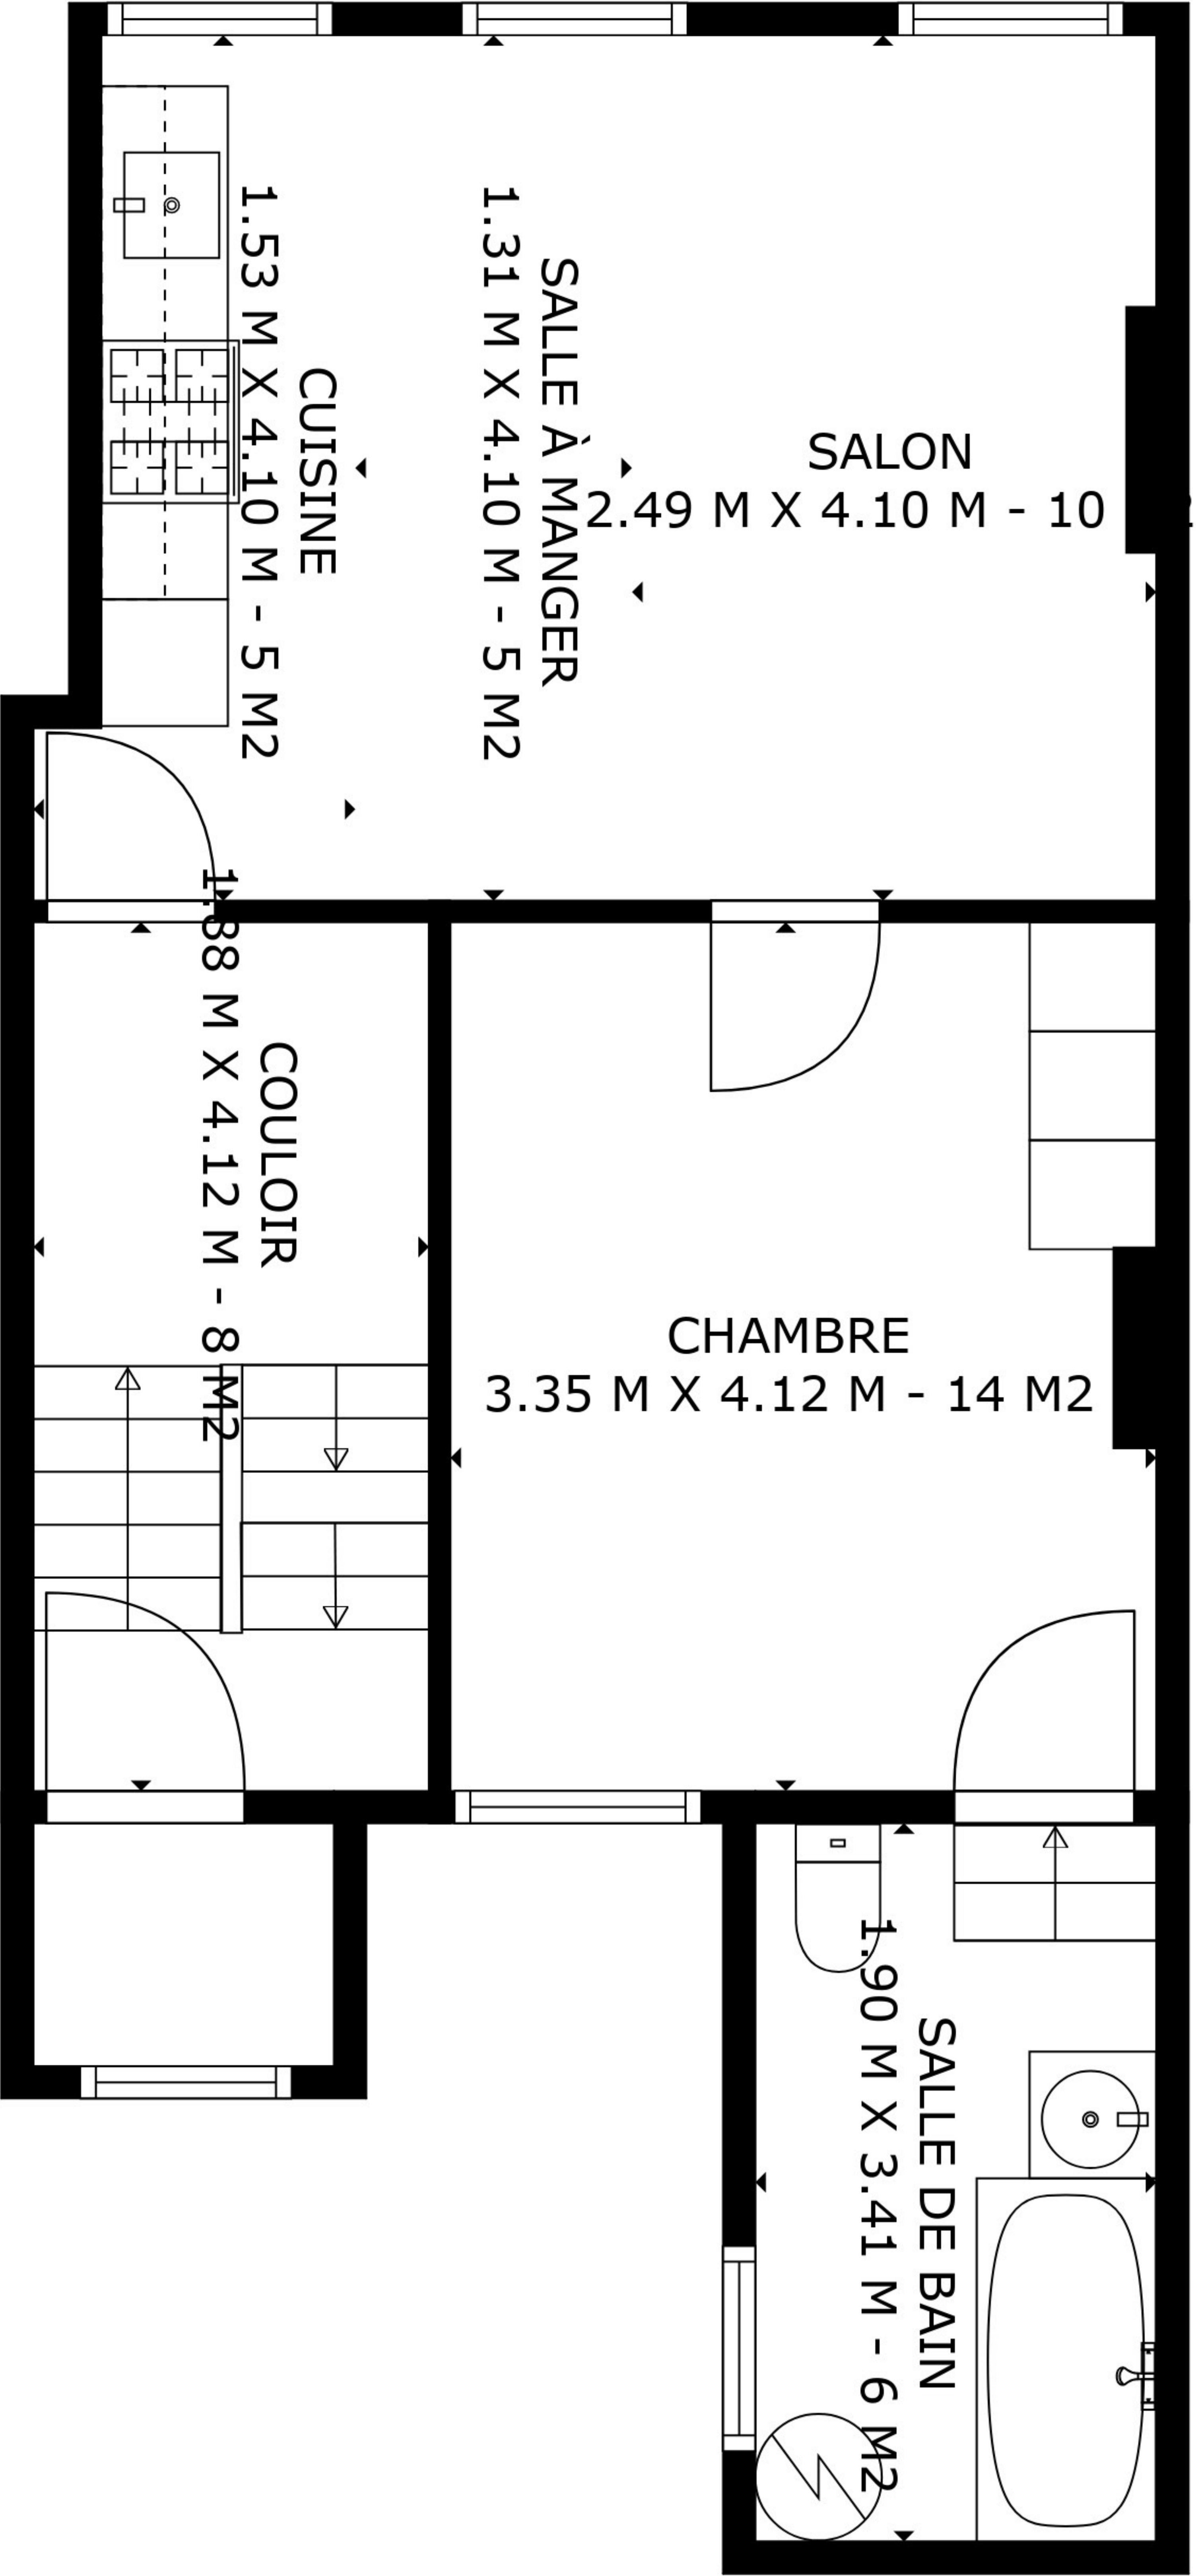 CUISINE
1.53 M X 4.10 M - 5 M2
SALLE À MANGER
1.31 M X 4.10 M - 5 M2
SALON
2.49 M X 4.10 M - 10
COULOIR
1.88 M X 4.12 M - 8 M2
CHAMBRE
3.35 M X 4.12 M - 14 M2
SALLE DE BAIN
1.90 M X 3.41 M - 6 M2